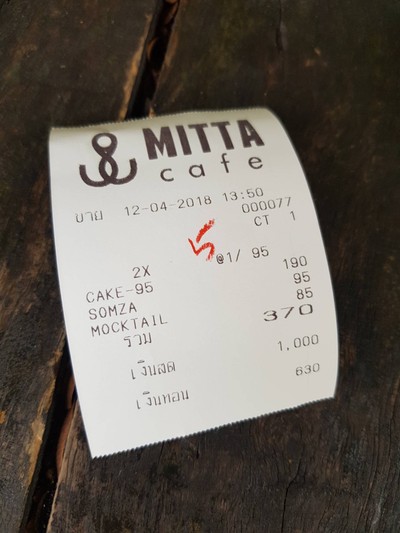 MITTA
cafe
ขาย 12-04-2018 13:50
000077
CT 1
5
2X @1/ 95
CAKE-95 190
SOMZA 95
MOCKTAIL 85
รวม 370
เงินสด 1,000
เงินทอน 630